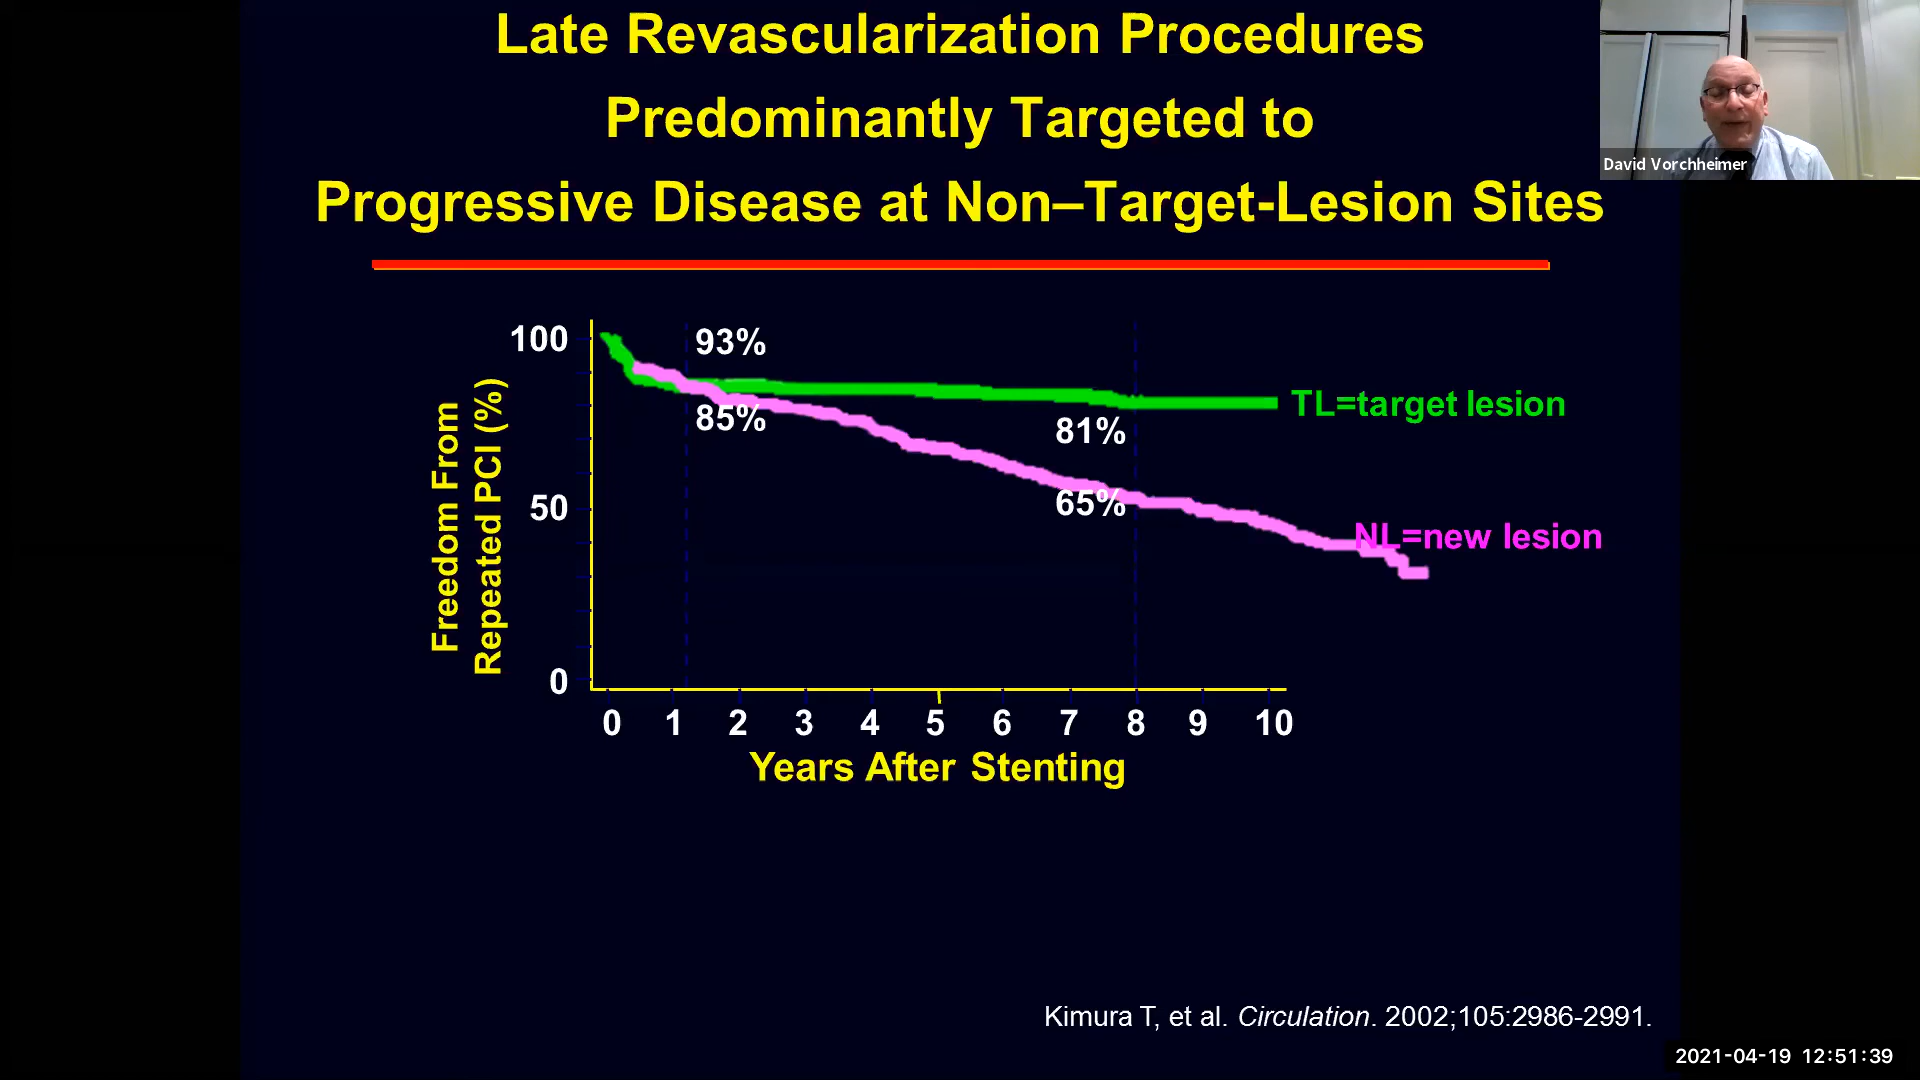 Late Revascularization Procedures
Predominantly Targeted to
Progressive Disease at Non–Target-Lesion Sites
David Vorchheimer
100
50
0
Freedom From
Repeated PCI (%)
93%
85%
81%
65%
TL=target lesion
NL=new lesion
0 1 2 3 4 5 6 7 8 9 10
Years After Stenting
Kimura T, et al. Circulation. 2002;105:2986-2991.
2021-04-19 12:51:39